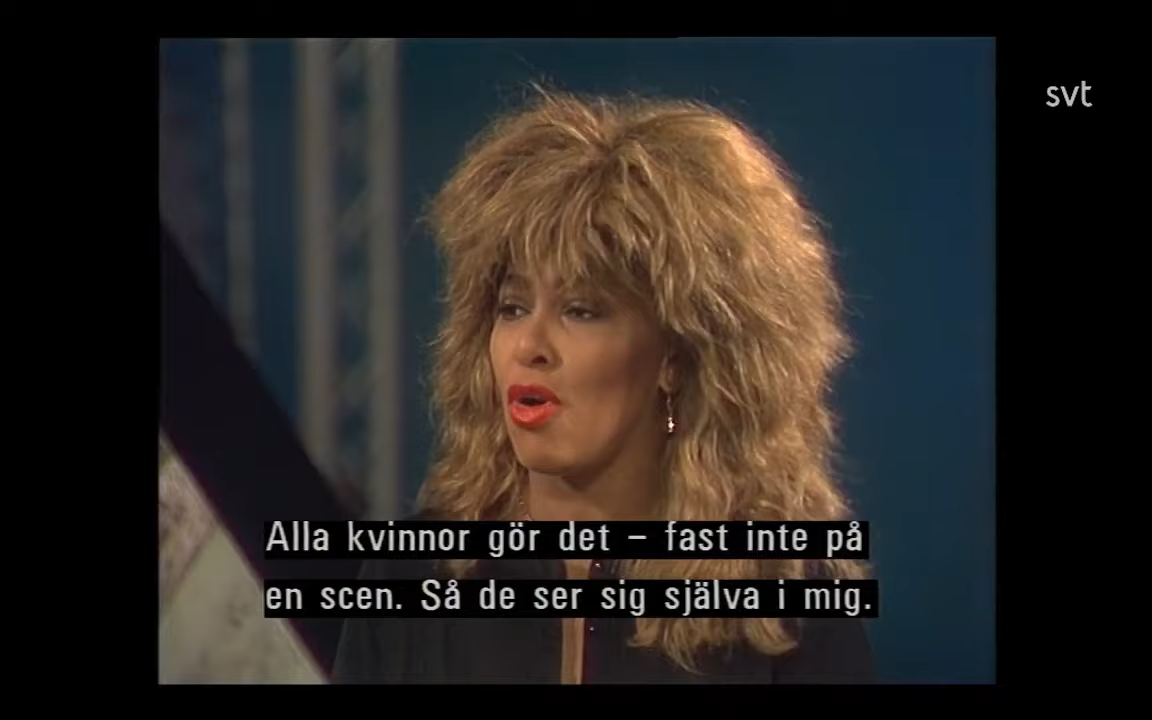 svt
Alla kvinnor gör det – fast inte på
en scen. Så de ser sig själva i mig.